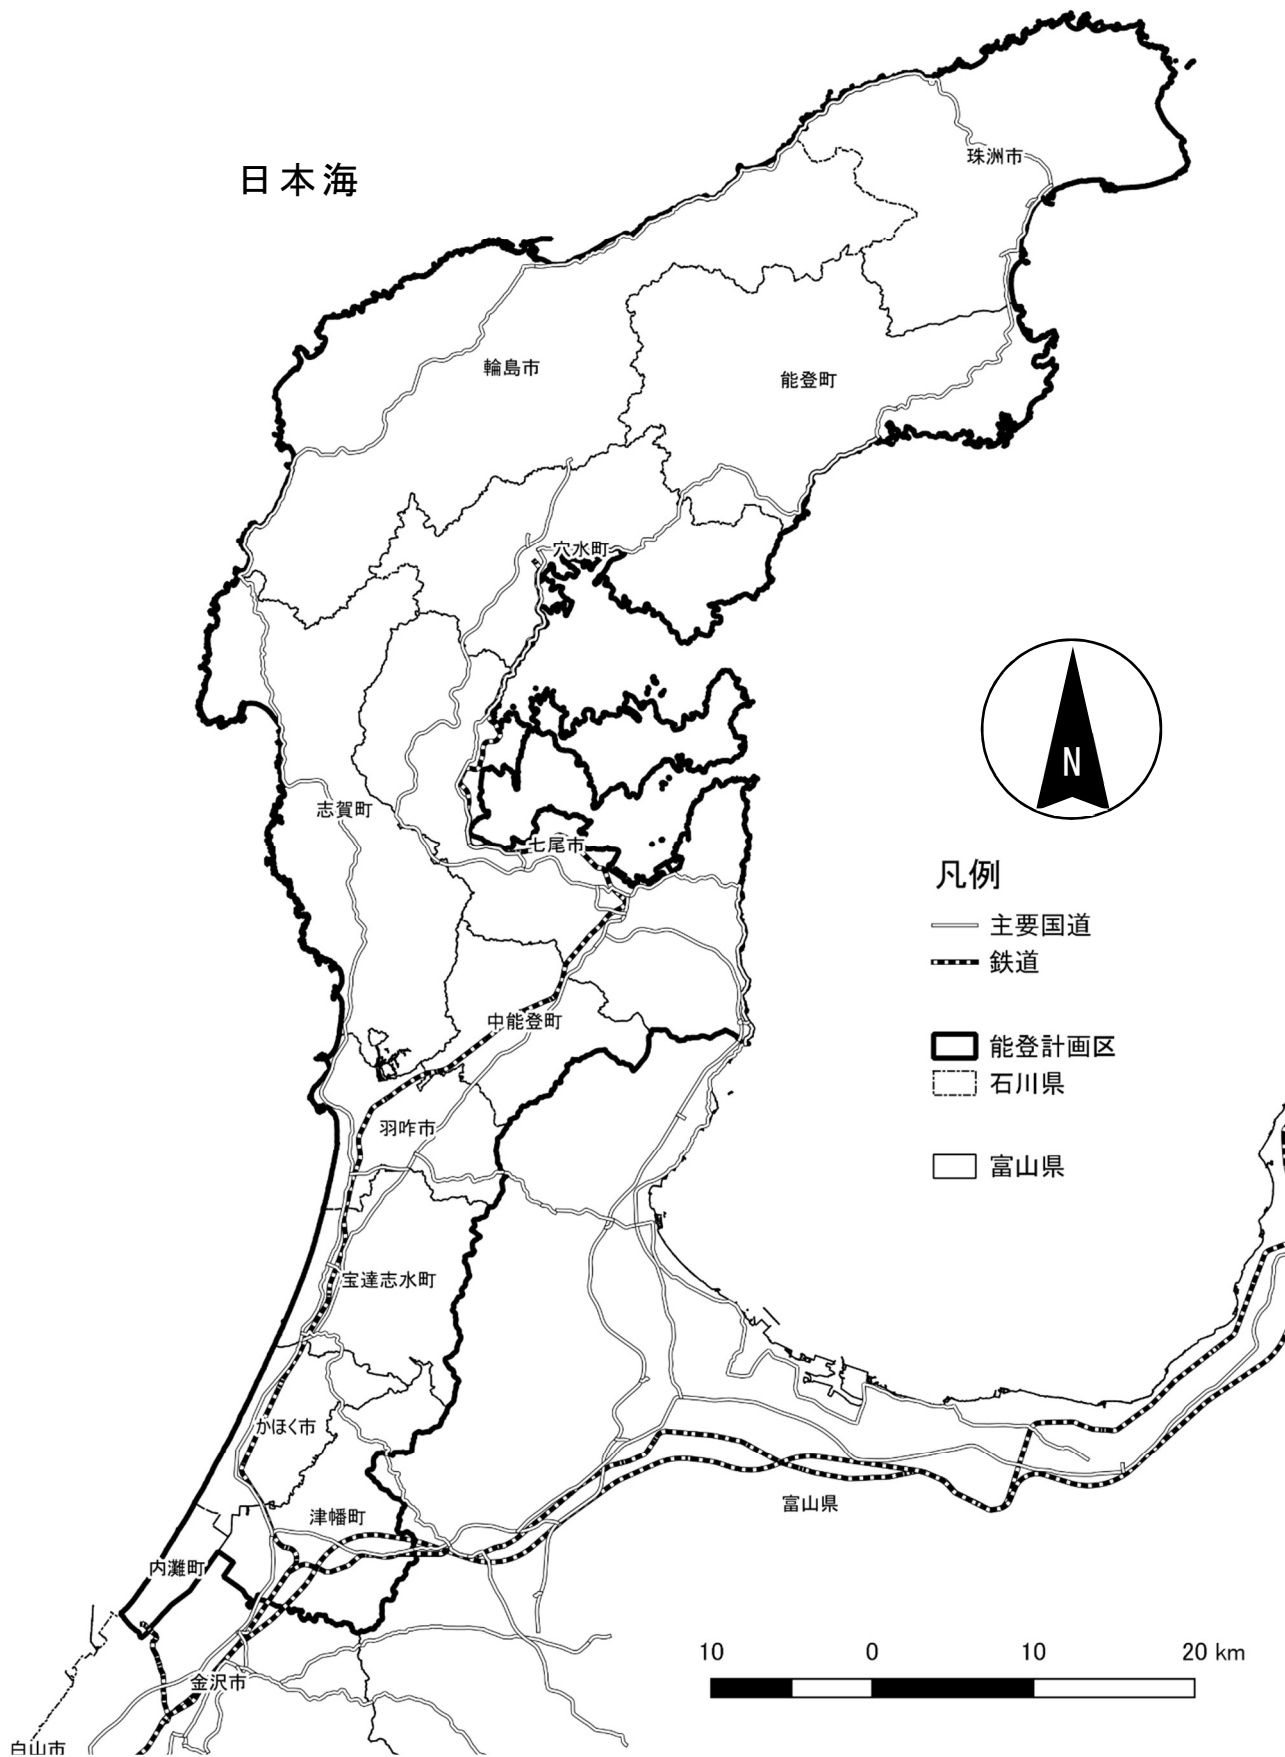 日本海
珠洲市
輪島市
能登町
穴水町
N
志賀町
七尾市
凡例
主要国道
鉄道
中能登町
能登計画区
石川県
羽咋市
富山県
宝達志水町
かほく市
富山県
津幡町
内灘町
10 0 10 20 km
金沢市
白山市